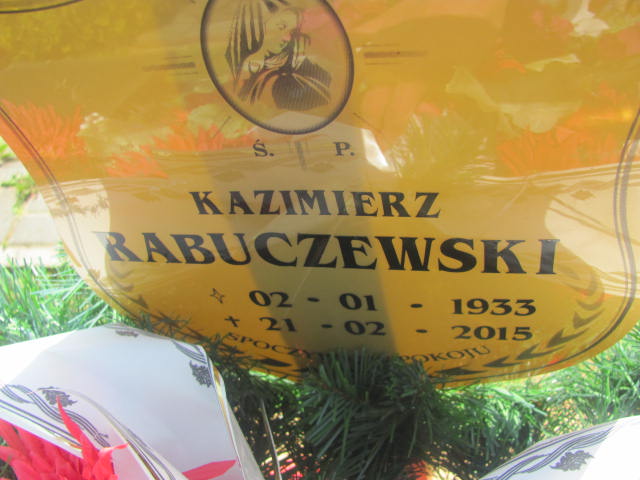 Ś. P.
KAZIMIERZ
RABUCZEWSKI
☆ 02 • 01 • 1933
✝ 21 • 02 • 2015
POKOJU